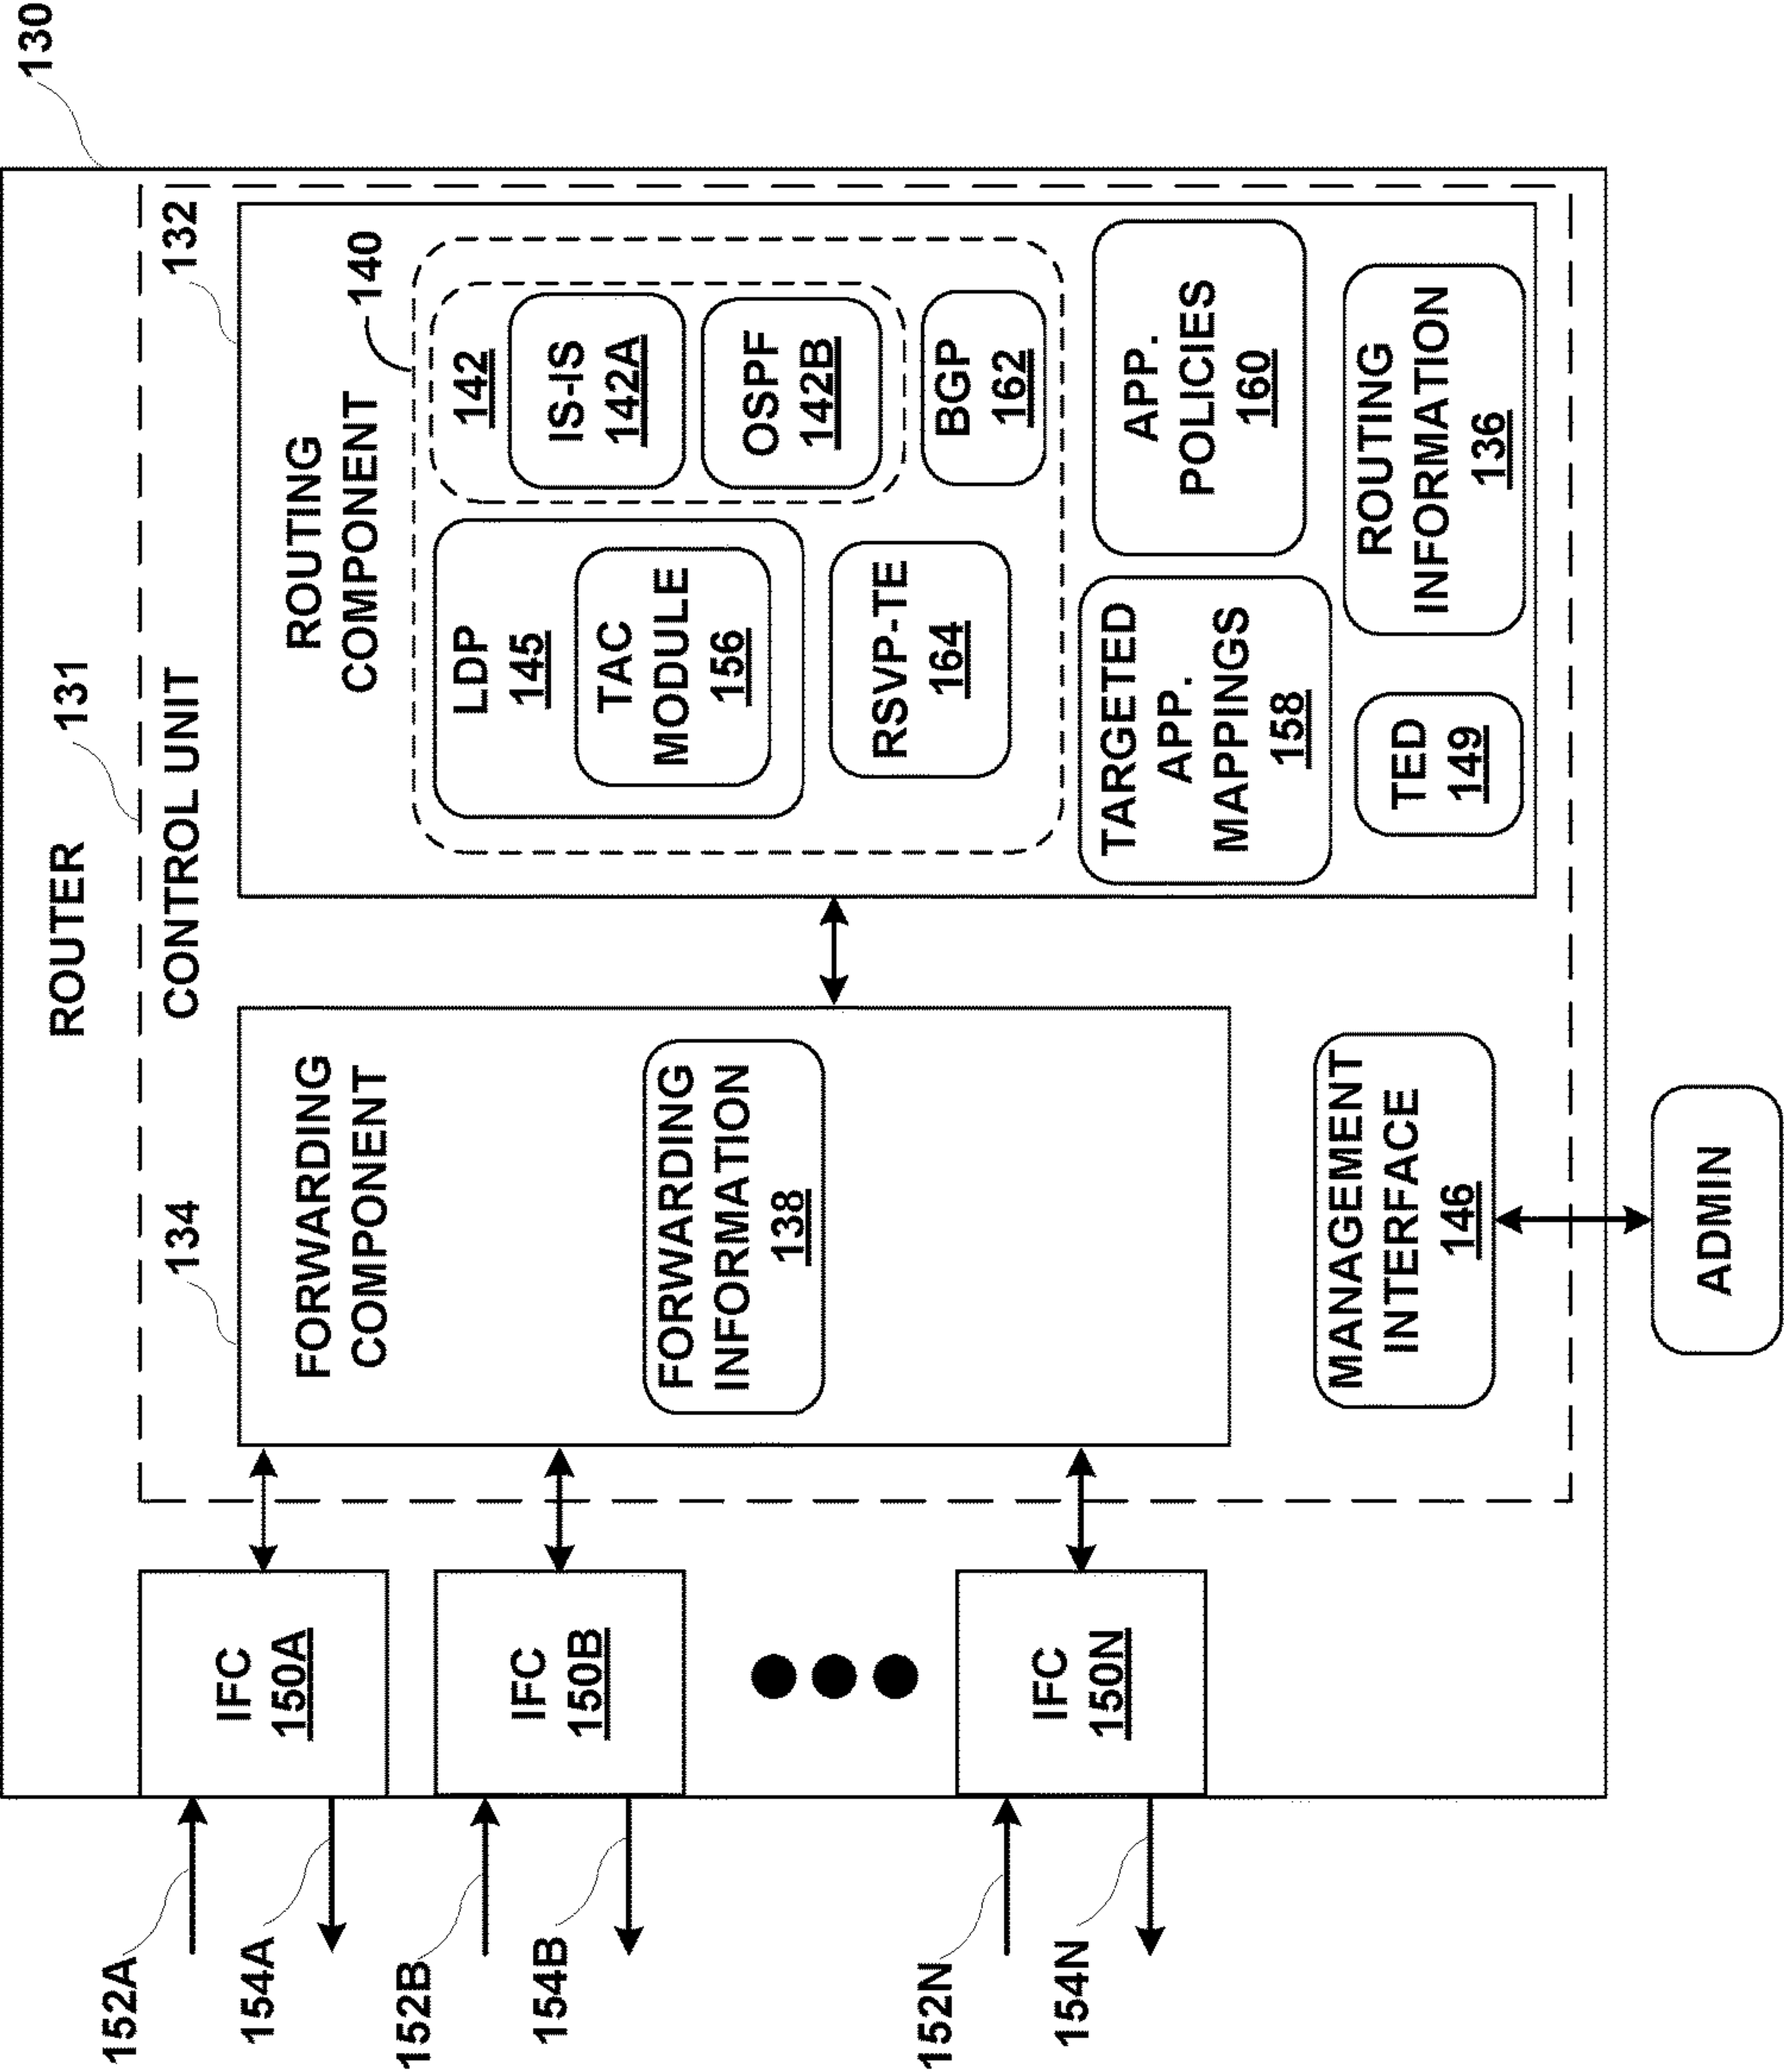 130
ROUTER
131
CONTROL UNIT
132
134
FORWARDING
COMPONENT
FORWARDING
INFORMATION
138
ROUTING
COMPONENT
140
LDP
145
TAC
MODULE
156
142
IS-IS
142A
OSPF
142B
RSVP-TE
164
BGP
162
TARGETED
APP.
MAPPINGS
158
APP.
POLICIES
160
TED
149
ROUTING
INFORMATION
136
MANAGEMENT
INTERFACE
146
ADMIN
IFC
150A
IFC
150B
IFC
150N
152A
154A
152B
154B
152N
154N